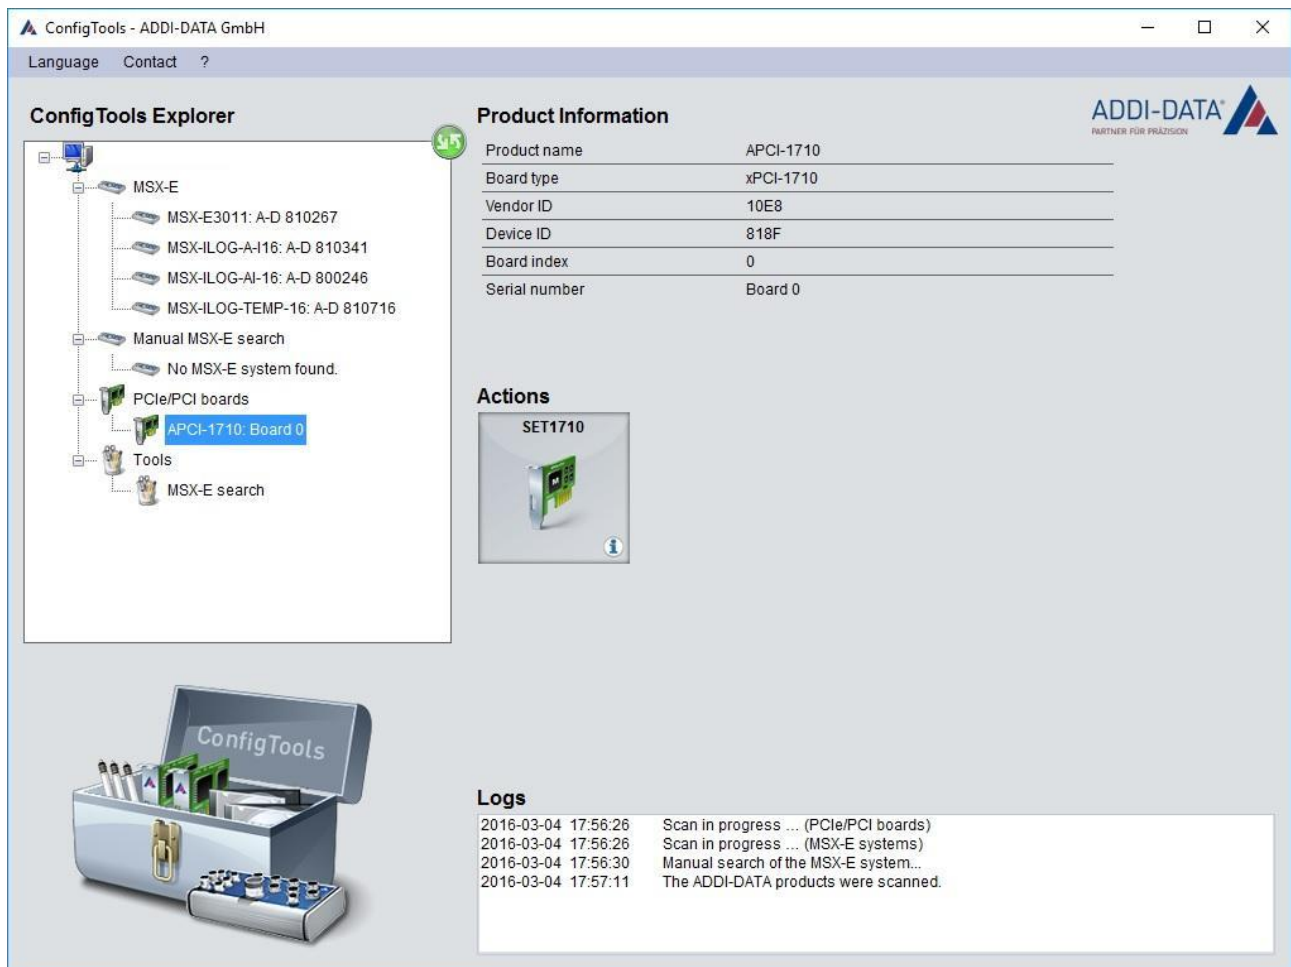 ConfigTools - ADDI-DATA GmbH
Language Contact ?
ConfigTools Explorer
MSX-E
MSX-E3011: A-D 810267
MSX-ILOG-A-I16: A-D 810341
MSX-ILOG-AI-16: A-D 800246
MSX-ILOG-TEMP-16: A-D 810716
Manual MSX-E search
No MSX-E system found.
PCIe/PCI boards
APCI-1710: Board 0
Tools
MSX-E search
ConfigTools
Product Information
ADDI-DATA
PARTNER FÜR PRÄZISION
Product name APCI-1710
Board type xPCI-1710
Vendor ID 10E8
Device ID 818F
Board index 0
Serial number Board 0
Actions
SET1710
Logs
2016-03-04 17:56:26 Scan in progress ... (PCIe/PCI boards)
2016-03-04 17:56:26 Scan in progress ... (MSX-E systems)
2016-03-04 17:56:30 Manual search of the MSX-E system...
2016-03-04 17:57:11 The ADDI-DATA products were scanned.